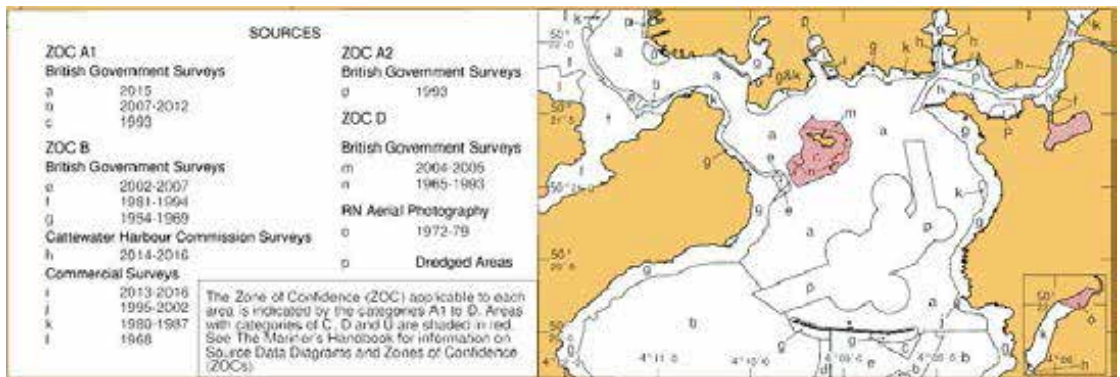 SOURCES
ZOC A1
British Government Surveys
a 2015
b 2007-2012
c 1993
ZOC B
British Government Surveys
e 2002-2007
f 1981-1994
g 1954-1969
Cattewater Harbour Commission Surveys
h 2014-2016
Commercial Surveys
i 2013-2016
j 1995-2002
k 1980-1987
l 1968
ZOC A2
British Government Surveys
d 1993
ZOC D
British Government Surveys
m 2004-2005
n 1965-1993
RN Aerial Photography
o 1972-79
p Dredged Areas
The Zone of Confidence (ZOC) applicable to each
area is indicated by the categories A1 to D. Areas
with categories of C, D and U are shaded in red.
See The Mariner's Handbook for information on
Source Data Diagrams and Zones of Confidence
(ZOCs)
g&k
m
a
a
g
e
n
e
g
k
p
a
p
b
g
j
c
b
e
d
h
o
k
50°